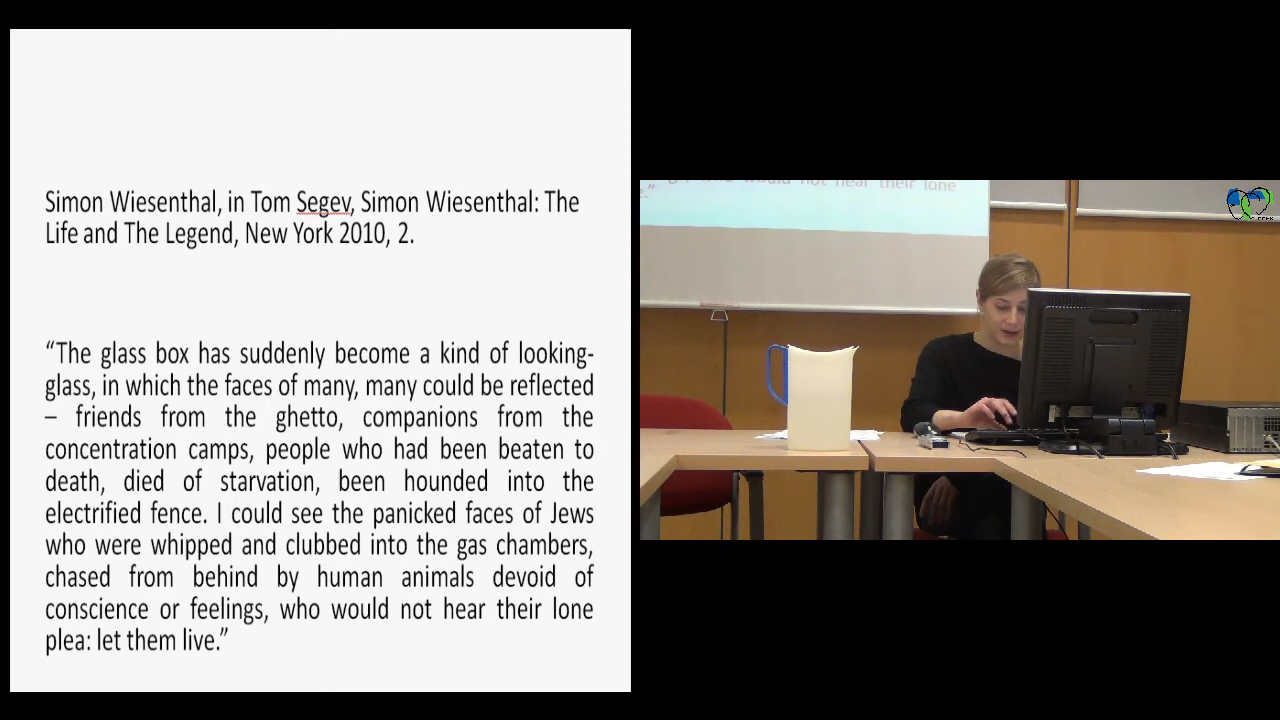 Simon Wiesenthal, in Tom Segev, Simon Wiesenthal: The
Life and The Legend, New York 2010, 2.
“The glass box has suddenly become a kind of looking-
glass, in which the faces of many, many could be reflected
– friends from the ghetto, companions from the
concentration camps, people who had been beaten to
death, died of starvation, been hounded into the
electrified fence. I could see the panicked faces of Jews
who were whipped and clubbed into the gas chambers,
chased from behind by human animals devoid of
conscience or feelings, who would not hear their lone
plea: let them live.”
would not hear their lone